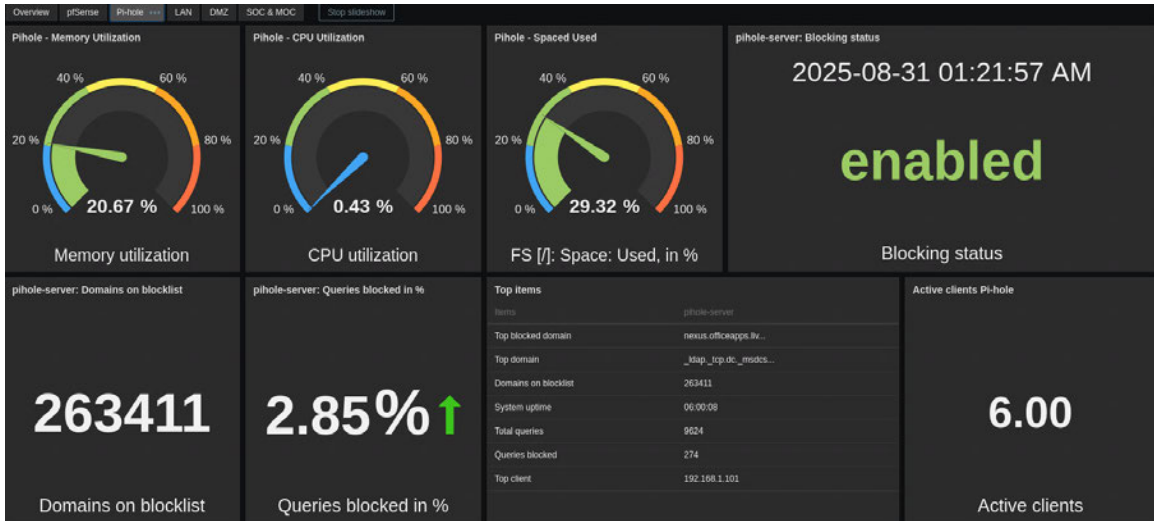 Overview pfSense Pi-hole ••• LAN DMZ SOC & MOC Stop slideshow
Pihole - Memory Utilization
40 % 60 %
20 % 80 %
0 % 20.67 % 100 %
Memory utilization
Pihole - CPU Utilization
40 % 60 %
20 % 80 %
0 % 0.43 % 100 %
CPU utilization
Pihole - Spaced Used
40 % 60 %
20 % 80 %
0 % 29.32 % 100 %
FS [/]: Space: Used, in %
pihole-server: Blocking status
2025-08-31 01:21:57 AM
enabled
Blocking status
pihole-server: Domains on blocklist
263411
Domains on blocklist
pihole-server: Queries blocked in %
2.85%
Queries blocked in %
Top items
Items pihole-server
Top blocked domain nexus.officeapps.liv...
Top domain _ldap._tcp.dc._msdcs...
Domains on blocklist 263411
System uptime 06:00:08
Total queries 9624
Queries blocked 274
Top client 192.168.1.101
Active clients Pi-hole
6.00
Active clients